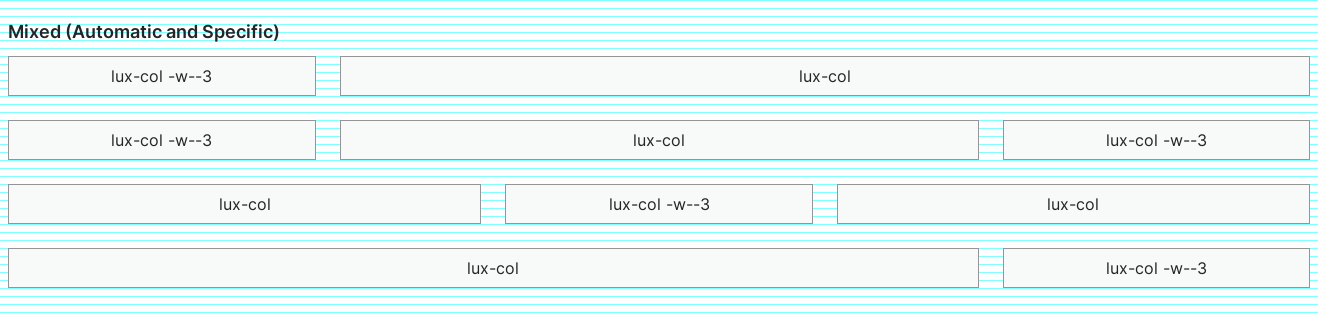 Mixed (Automatic and Specific)
lux-col -w--3 lux-col
lux-col -w--3 lux-col lux-col -w--3
lux-col lux-col -w--3 lux-col
lux-col lux-col -w--3